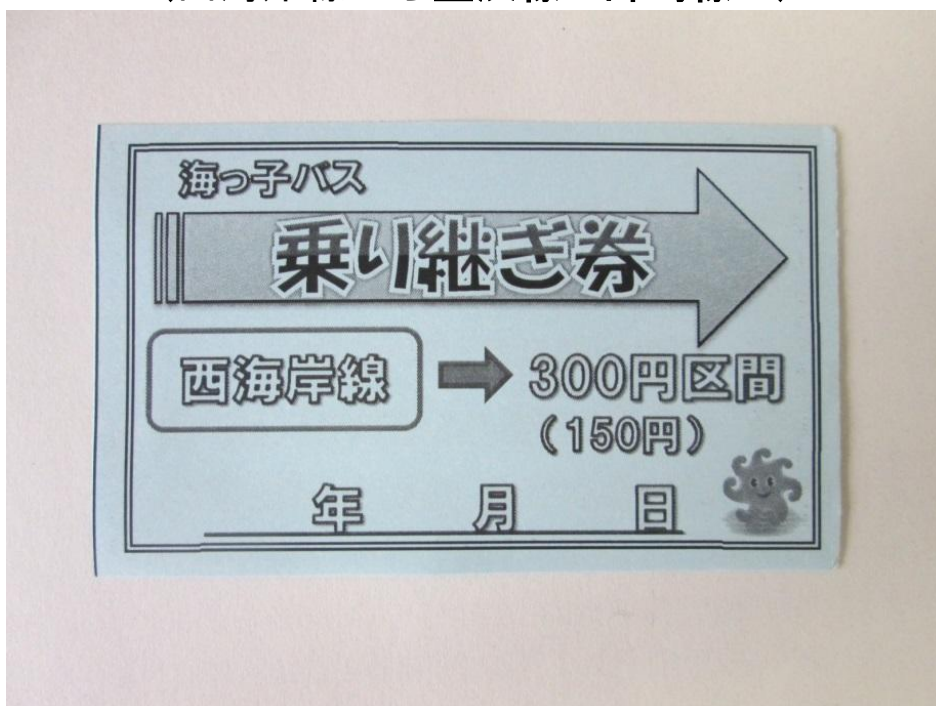 海っ子バス
乗り継ぎ券
西海岸線 300円区間
(150円)
年 月 日